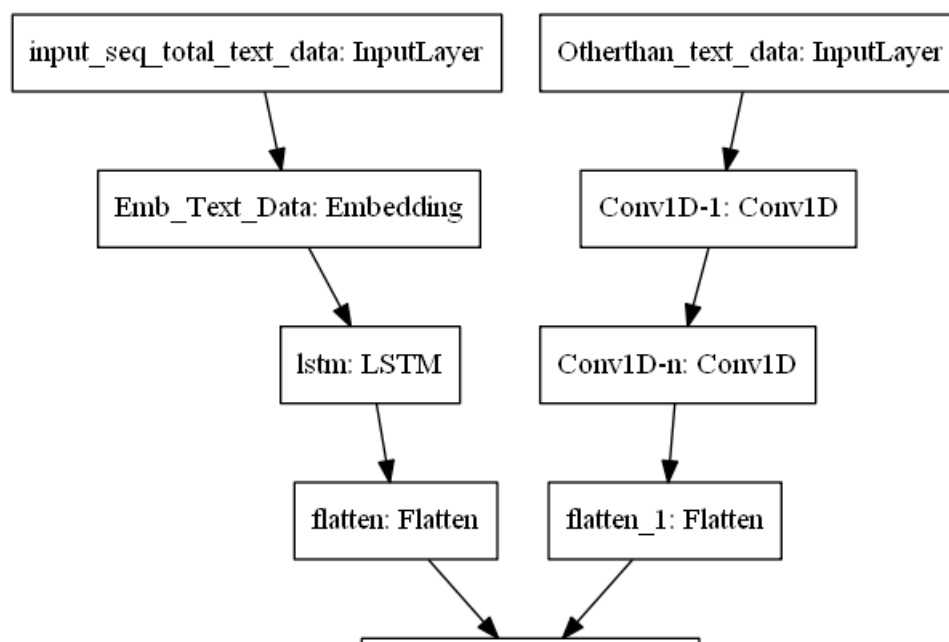 input_seq_total_text_data: InputLayer
Otherthan_text_data: InputLayer
Emb_Text_Data: Embedding
Conv1D-1: Conv1D
lstm: LSTM
Conv1D-n: Conv1D
flatten: Flatten
flatten_1: Flatten